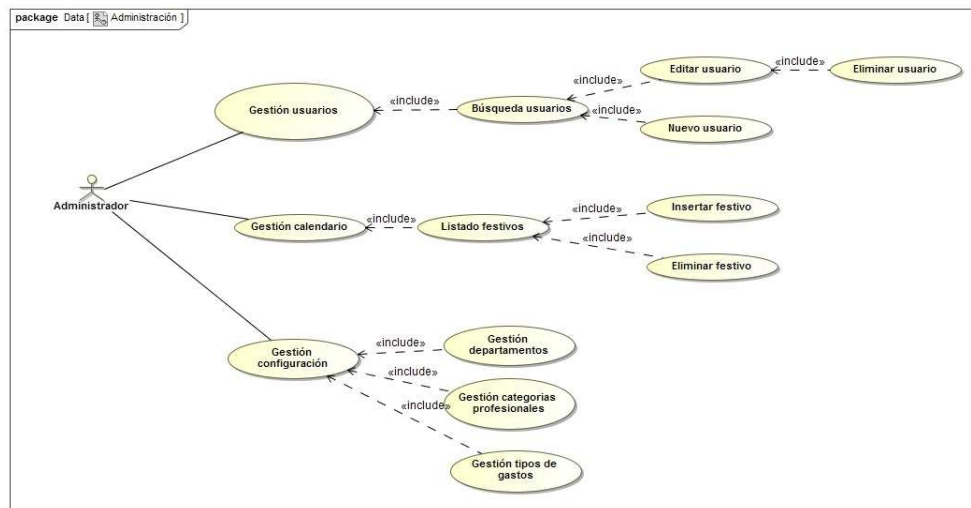 package Data [ Administración ]
Editar usuario
«include»
Eliminar usuario
«include»
Gestión usuarios
«include»
Búsqueda usuarios
«include»
Nuevo usuario
Administrador
Gestión calendario
«include»
Listado festivos
«include»
Insertar festivo
«include»
Eliminar festivo
Gestión
configuración
«include»
Gestión
departamentos
«include»
Gestión categorias
profesionales
«include»
Gestión tipos de
gastos